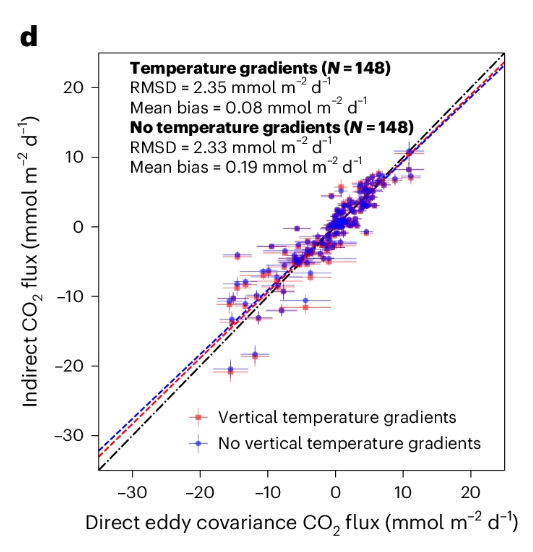 d
Temperature gradients (N = 148)
RMSD = 2.35 mmol m⁻² d⁻¹
Mean bias = 0.08 mmol m⁻² d⁻¹
No temperature gradients (N = 148)
RMSD = 2.33 mmol m⁻² d⁻¹
Mean bias = 0.19 mmol m⁻² d⁻¹
Indirect CO₂ flux (mmol m⁻² d⁻¹)
20
10
0
−10
−20
−30
Vertical temperature gradients
No vertical temperature gradients
−30 −20 −10 0 10 20
Direct eddy covariance CO₂ flux (mmol m⁻² d⁻¹)